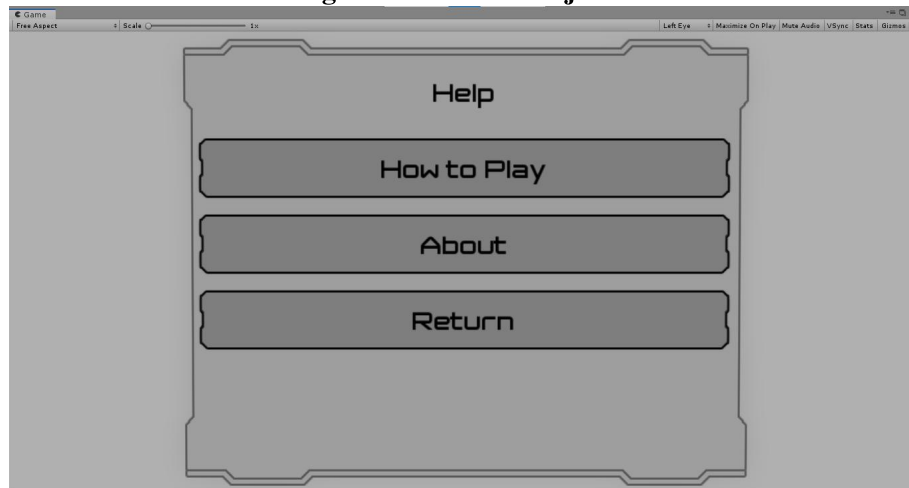 Game
Free Aspect Scale 1x Left Eye Maximize On Play Mute Audio VSync Stats Gizmos
Help
How to Play
About
Return